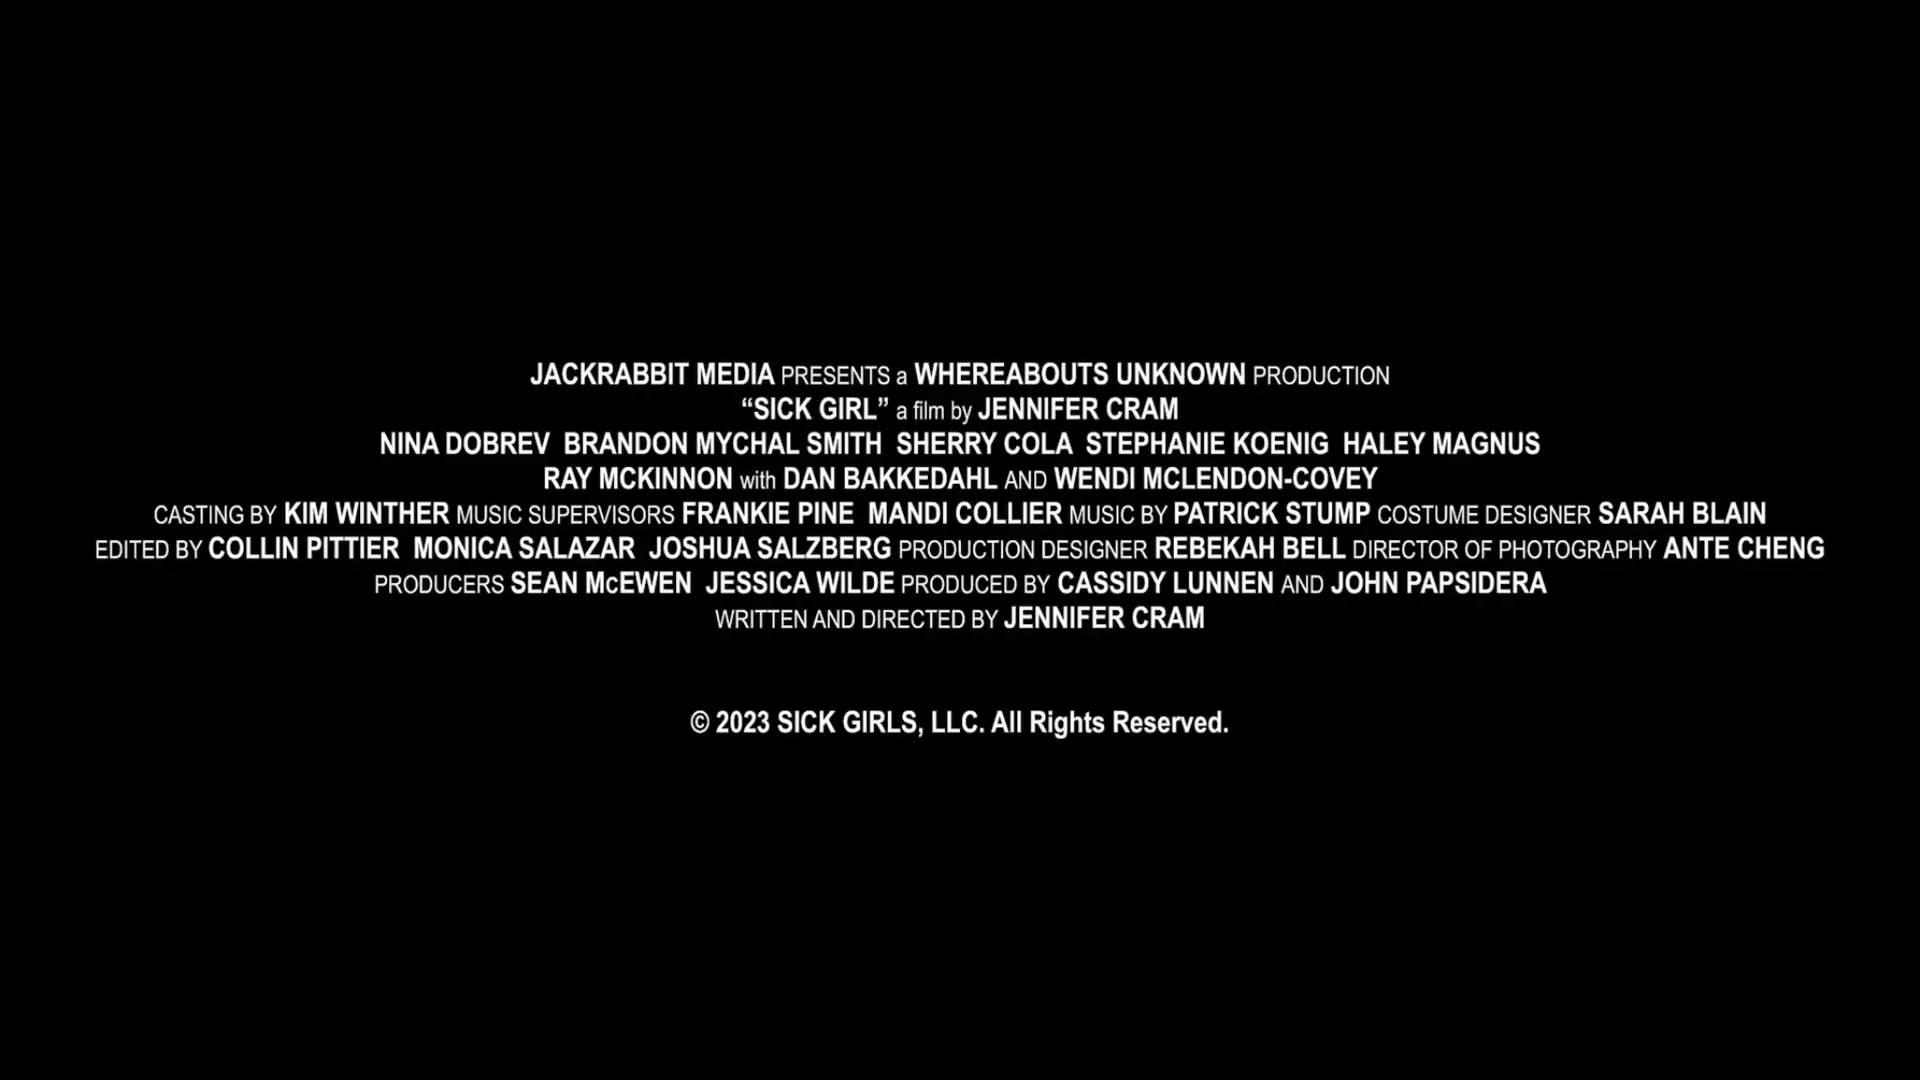 JACKRABBIT MEDIA PRESENTS a WHEREABOUTS UNKNOWN PRODUCTION
“SICK GIRL” a film by JENNIFER CRAM
NINA DOBREV BRANDON MYCHAL SMITH SHERRY COLA STEPHANIE KOENIG HALEY MAGNUS
RAY MCKINNON with DAN BAKKEDAHL AND WENDI MCLENDON-COVEY
CASTING BY KIM WINTHER MUSIC SUPERVISORS FRANKIE PINE MANDI COLLIER MUSIC BY PATRICK STUMP COSTUME DESIGNER SARAH BLAIN
EDITED BY COLLIN PITTIER MONICA SALAZAR JOSHUA SALZBERG PRODUCTION DESIGNER REBEKAH BELL DIRECTOR OF PHOTOGRAPHY ANTE CHENG
PRODUCERS SEAN McEWEN JESSICA WILDE PRODUCED BY CASSIDY LUNNEN AND JOHN PAPSIDERA
WRITTEN AND DIRECTED BY JENNIFER CRAM
© 2023 SICK GIRLS, LLC. All Rights Reserved.